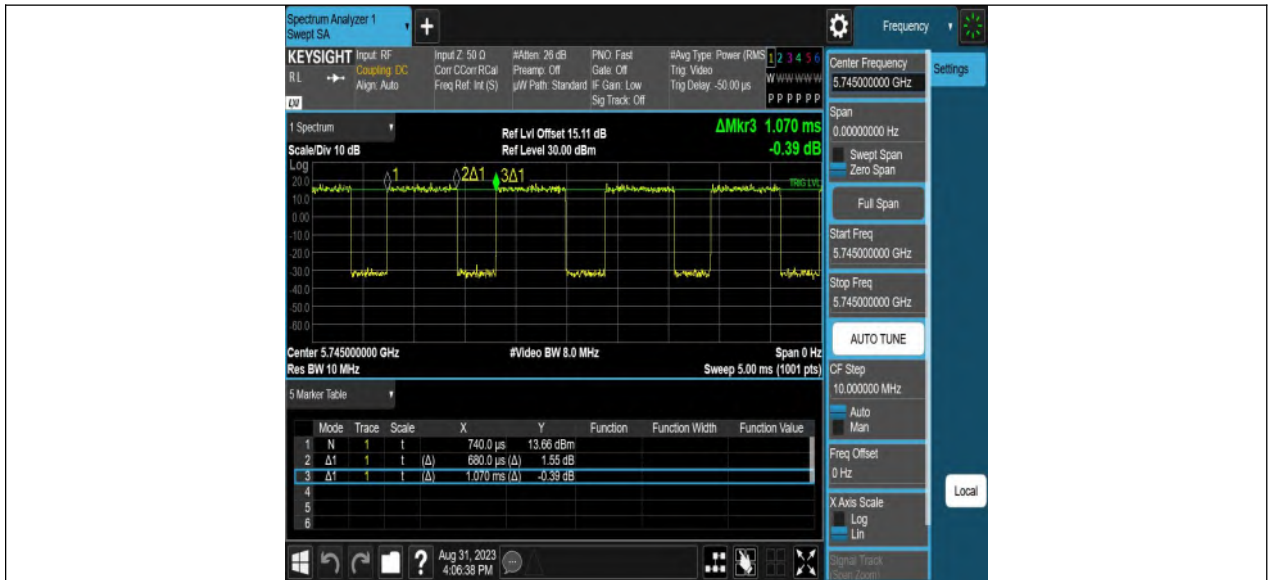 Spectrum Analyzer 1
Swept SA
+
Frequency
KEYSIGHT Input: RF Input Z: 50 Ω #Atten: 26 dB PNO: Fast #Avg Type: Power (RMS 1 2 3 4 5 6
RL Coupling: DC Corr CCorr RCal Preamp: Off Gate: Off Trig: Video W W W W W W
Align: Auto Freq Ref: Int (S) µW Path: Standard IF Gain: Low Trig Delay: -50.00 µs
LXI Sig Track: Off P P P P P P
Center Frequency
5.745000000 GHz
Settings
1 Spectrum
Ref Lvl Offset 15.11 dB
ΔMkr3 1.070 ms
Scale/Div 10 dB
Ref Level 30.00 dBm
-0.39 dB
Log
1 2Δ1 3Δ1
TRIG LVL
20.0
10.0
0.00
-10.0
-20.0
-30.0
-40.0
-50.0
-60.0
Center 5.745000000 GHz #Video BW 8.0 MHz Span 0 Hz
Res BW 10 MHz Sweep 5.00 ms (1001 pts)
Span
0.00000000 Hz
Swept Span
Zero Span
Full Span
Start Freq
5.745000000 GHz
Stop Freq
5.745000000 GHz
AUTO TUNE
CF Step
10.000000 MHz
Auto
Man
Freq Offset
0 Hz
X Axis Scale
Log
Lin
Signal Track
(Span Zoom)
Local
5 Marker Table
Mode Trace Scale X Y Function Function Width Function Value
1 N 1 t 740.0 µs 13.66 dBm
2 Δ1 1 t (Δ) 680.0 µs (Δ) 1.55 dB
3 Δ1 1 t (Δ) 1.070 ms (Δ) -0.39 dB
4
5
6
?
Aug 31, 2023
4:06:38 PM